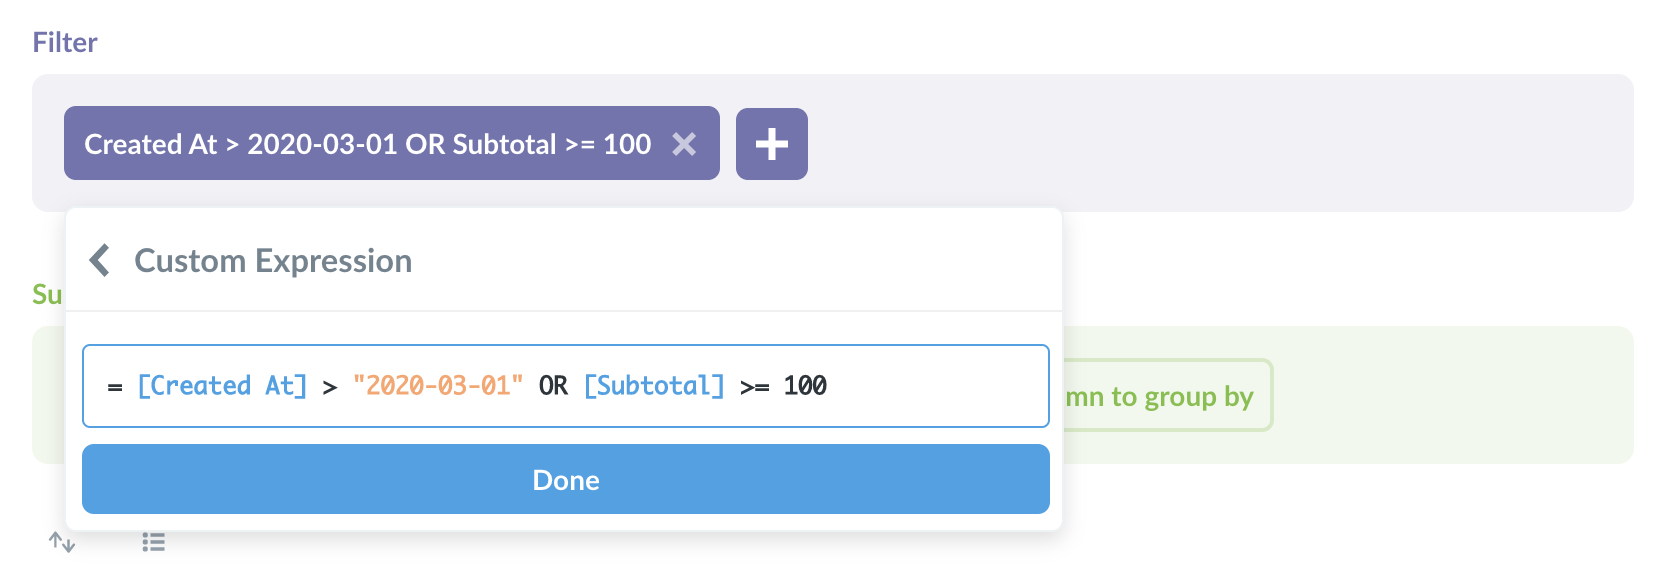 Filter
Created At > 2020-03-01 OR Subtotal >= 100
Custom Expression
Su
= [Created At] > "2020-03-01" OR [Subtotal] >= 100
mn to group by
Done